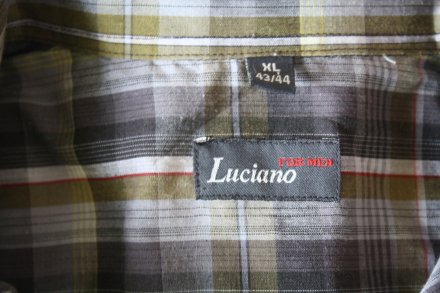 XL
43/44
FOR MEN
Luciano